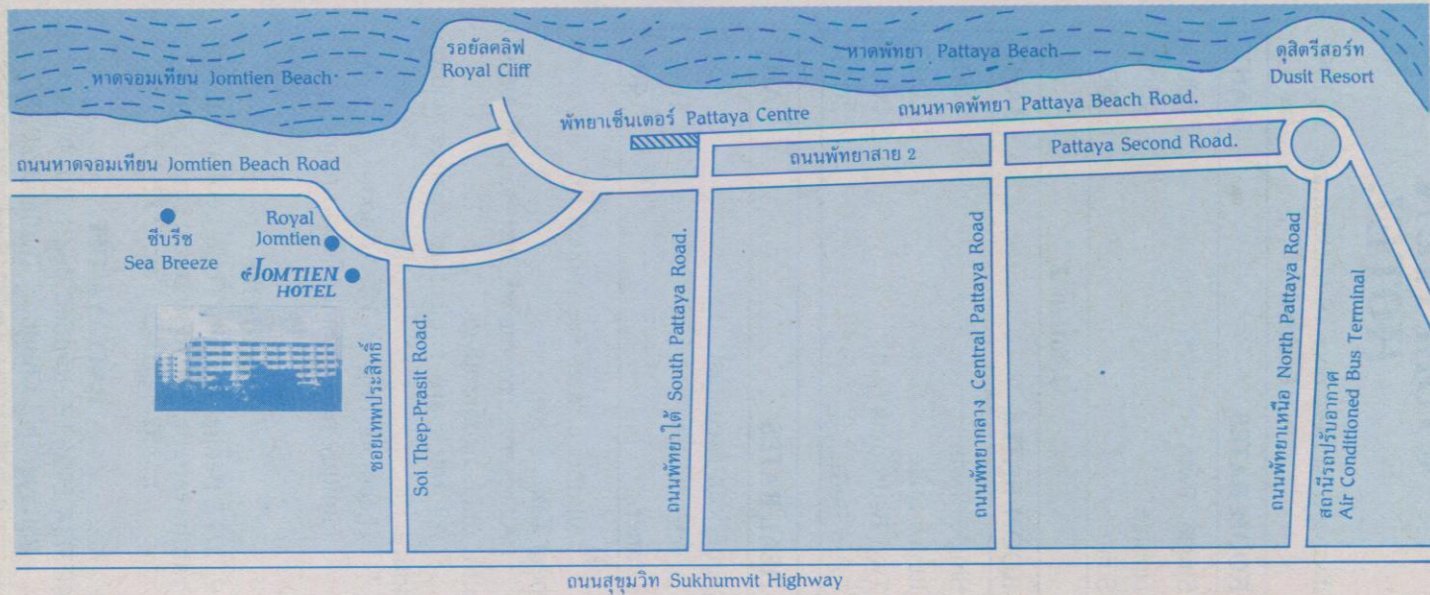 หาดจอมเทียน Jomtien Beach
รอยัลคลิฟ
Royal Cliff
หาดพัทยา Pattaya Beach
ดุสิตรีสอร์ท
Dusit Resort
พัทยาเซ็นเตอร์ Pattaya Centre
ถนนหาดพัทยา Pattaya Beach Road.
ถนนพัทยาสาย 2
Pattaya Second Road.
ถนนหาดจอมเทียน Jomtien Beach Road
ซีบรีซ
Sea Breeze
Royal
Jomtien
JOMTIEN
HOTEL
ซอยเทพประสิทธิ์
Soi Thep-Prasit Road.
ถนนพัทยาใต้ South Pattaya Road.
ถนนพัทยากลาง Central Pattaya Road
ถนนพัทยาเหนือ North Pattaya Road
สถานีรถปรับอากาศ
Air Conditioned Bus Terminal
ถนนสุขุมวิท Sukhumvit Highway